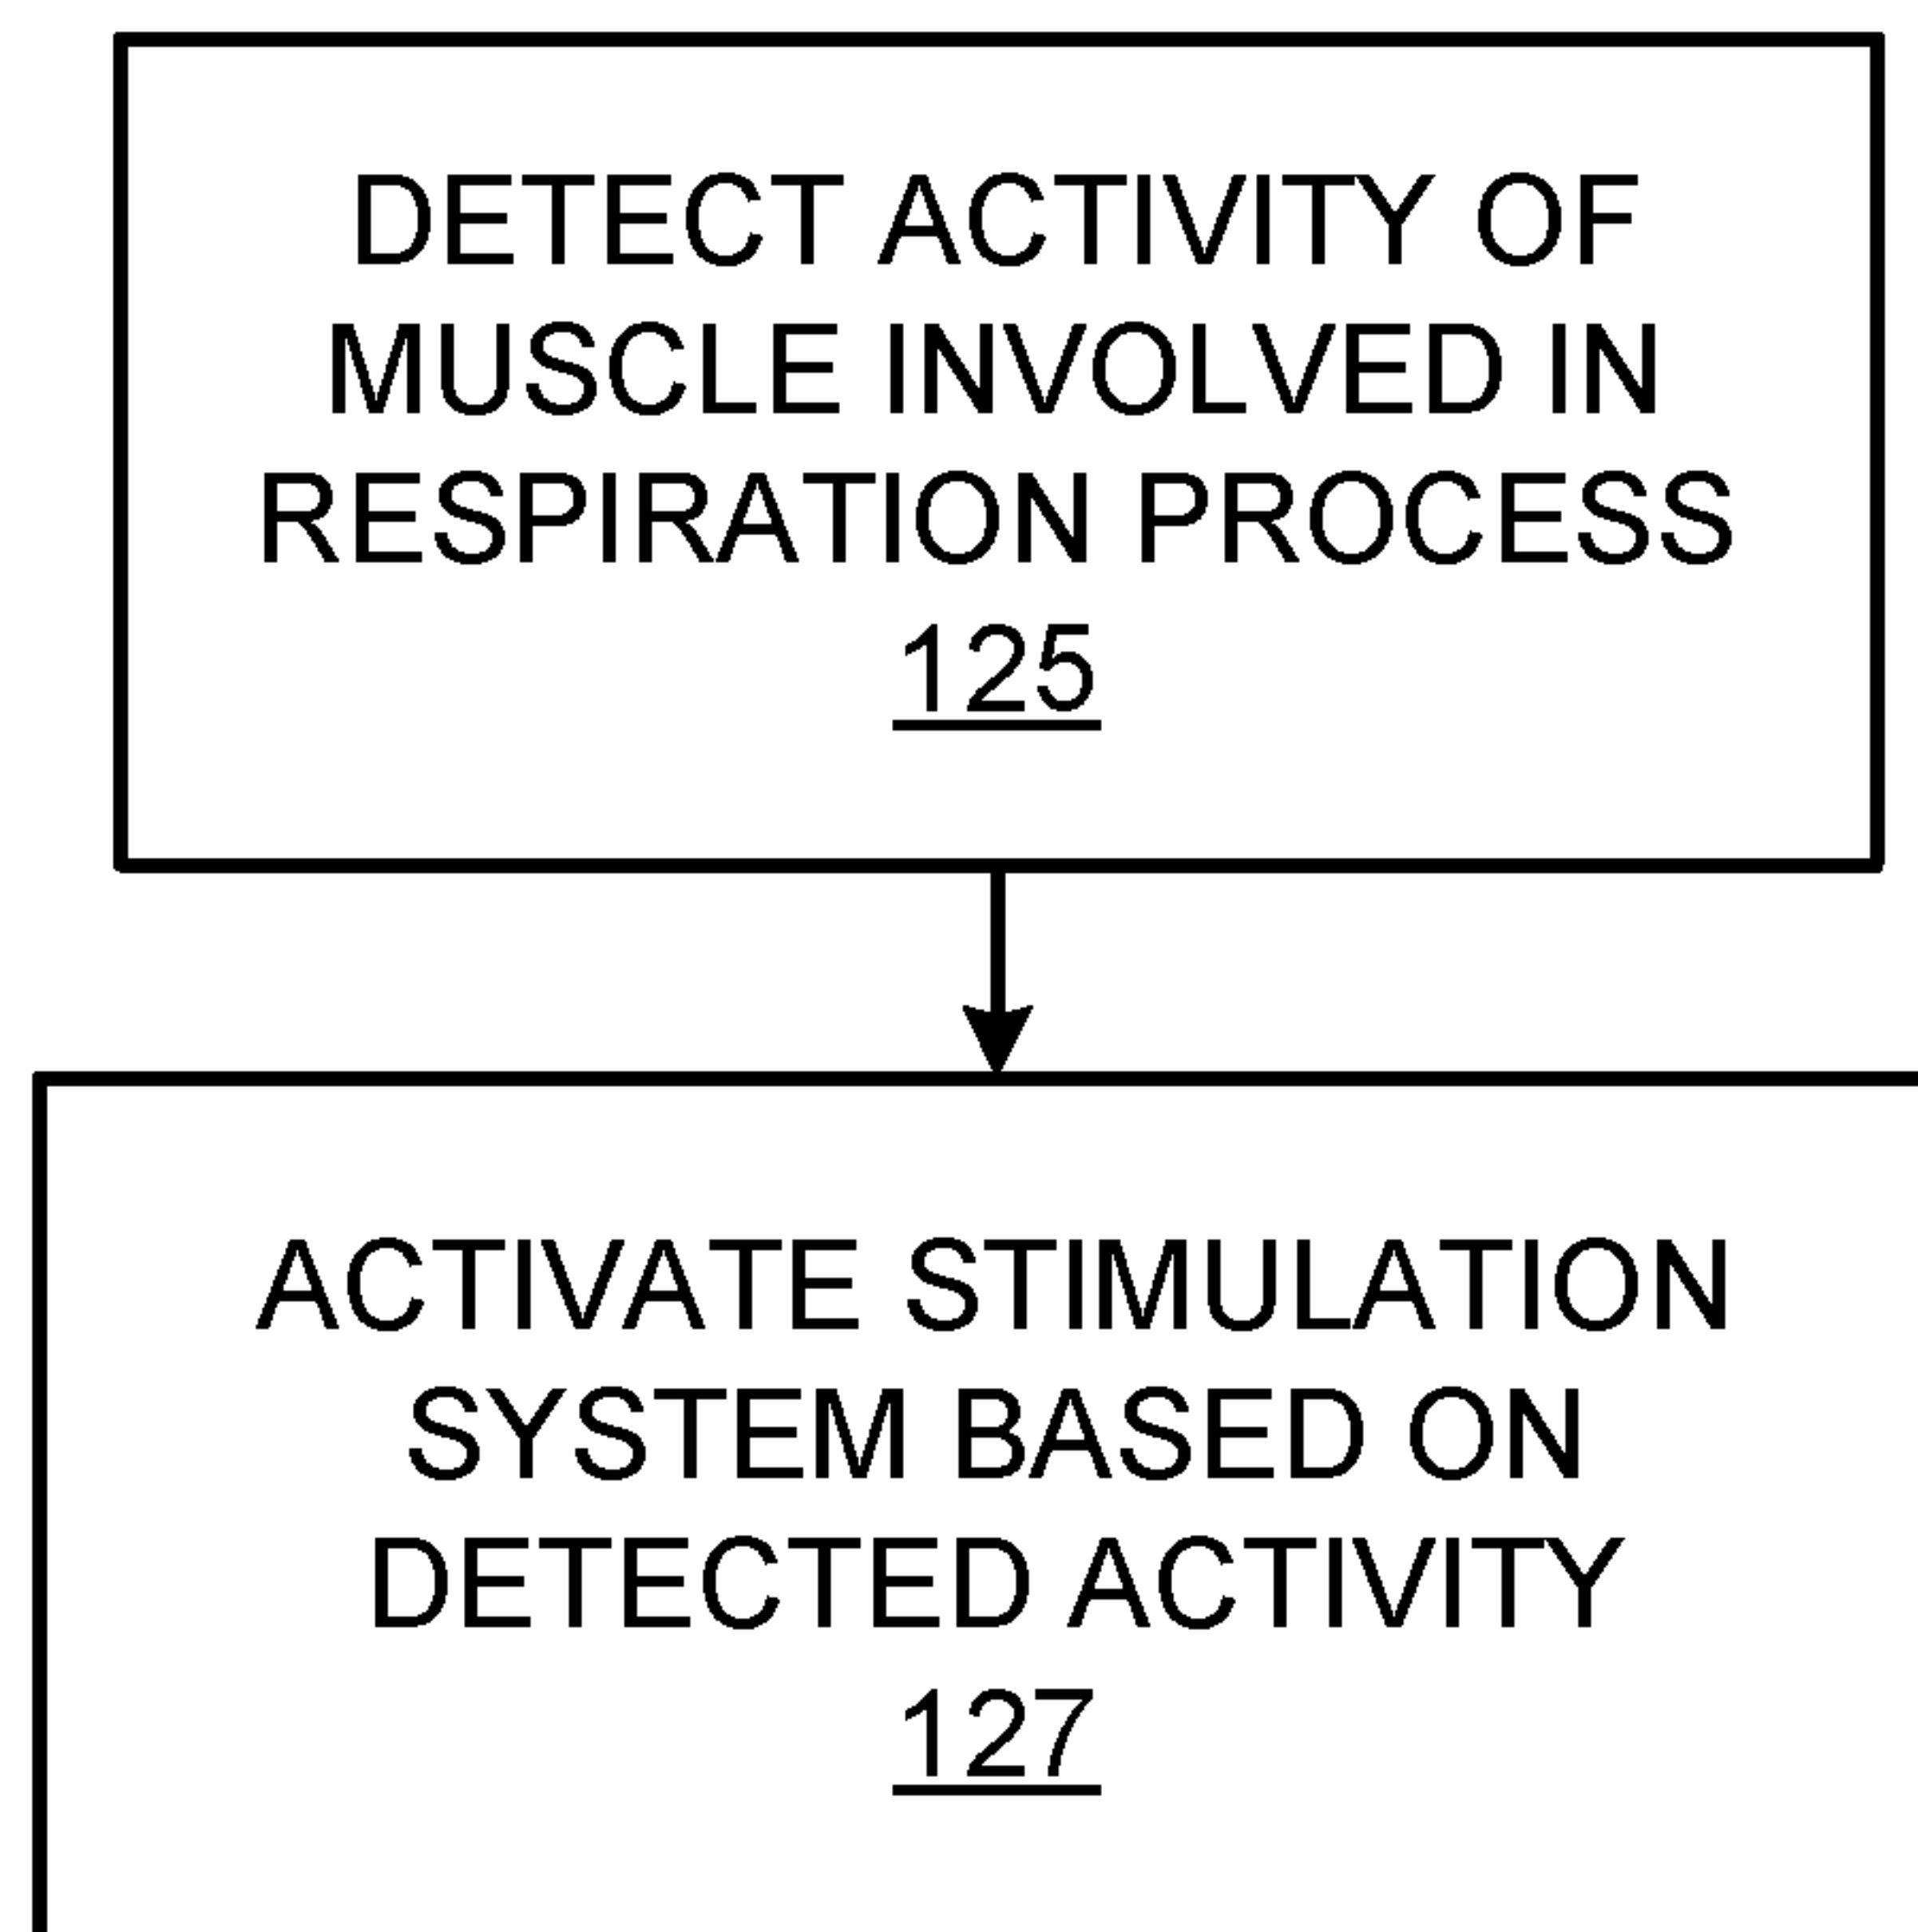 DETECT ACTIVITY OF
MUSCLE INVOLVED IN
RESPIRATION PROCESS
125
ACTIVATE STIMULATION
SYSTEM BASED ON
DETECTED ACTIVITY
127